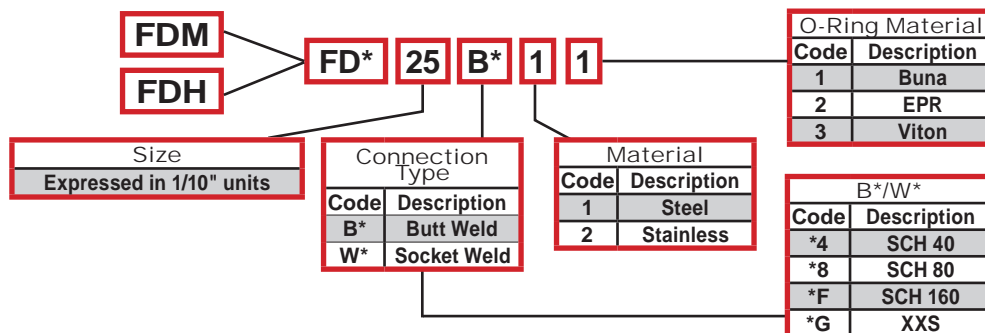 FDM
FDH
FD* 25 B* 1 1
O-Ring Material
Code Description
1 Buna
2 EPR
3 Viton
Size
Expressed in 1/10" units
Connection
Type
Code Description
B* Butt Weld
W* Socket Weld
Material
Code Description
1 Steel
2 Stainless
B*/W*
Code Description
*4 SCH 40
*8 SCH 80
*F SCH 160
*G XXS